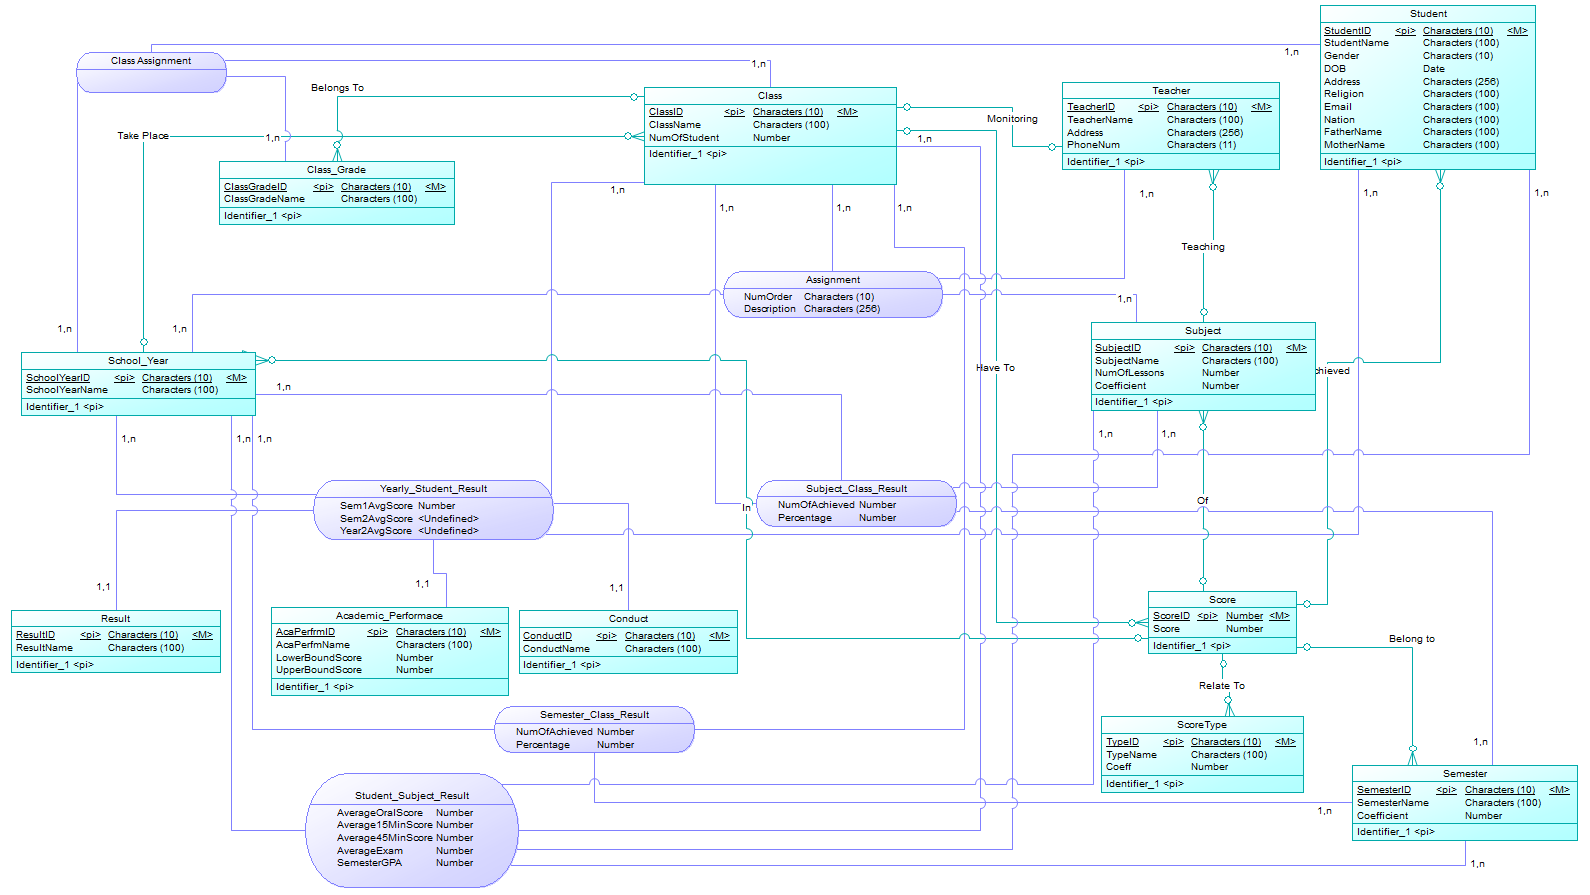 Student
StudentID <pi> Characters (10) <M>
StudentName Characters (100)
Gender Characters (10)
DOB Date
Address Characters (256)
Religion Characters (100)
Email Characters (100)
Nation Characters (100)
FatherName Characters (100)
MotherName Characters (100)
Identifier_1 <pi>
1,n
Class Assignment
1,n
Belongs To
Class
ClassID <pi> Characters (10) <M>
ClassName Characters (100)
NumOfStudent Number
Identifier_1 <pi>
Teacher
TeacherID <pi> Characters (10) <M>
TeacherName Characters (100)
Address Characters (256)
PhoneNum Characters (11)
Identifier_1 <pi>
Monitoring
Take Place
1,n
1,n
Class_Grade
ClassGradeID <pi> Characters (10) <M>
ClassGradeName Characters (100)
Identifier_1 <pi>
1,n
1,n
1,n
1,n
1,n
1,n
1,n
Teaching
Assignment
NumOrder Characters (10)
Description Characters (256)
1,n
1,n
1,n
Subject
SubjectID <pi> Characters (10) <M>
SubjectName Characters (100)
NumOfLessons Number
Coefficient Number
Identifier_1 <pi>
School_Year
SchoolYearID <pi> Characters (10) <M>
SchoolYearName Characters (100)
Identifier_1 <pi>
1,n
Have To
chieved
1,n
1,n
1,n
1,n
1,n
Yearly_Student_Result
Sem1AvgScore Number
Sem2AvgScore <Undefined>
Year2AvgScore <Undefined>
Subject_Class_Result
NumOfAchieved Number
Percentage Number
In
Of
1,1
1,1
1,1
Result
ResultID <pi> Characters (10) <M>
ResultName Characters (100)
Identifier_1 <pi>
Academic_Performace
AcaPerfrmID <pi> Characters (10) <M>
AcaPerfmName Characters (100)
LowerBoundScore Number
UpperBoundScore Number
Identifier_1 <pi>
Conduct
ConductID <pi> Characters (10) <M>
ConductName Characters (100)
Identifier_1 <pi>
Score
ScoreID <pi> Number <M>
Score Number
Identifier_1 <pi>
Belong to
Relate To
Semester_Class_Result
NumOfAchieved Number
Percentage Number
ScoreType
TypeID <pi> Characters (10) <M>
TypeName Characters (100)
Coeff Number
Identifier_1 <pi>
1,n
Semester
SemesterID <pi> Characters (10) <M>
SemesterName Characters (100)
Coefficient Number
Identifier_1 <pi>
1,n
1,n
Student_Subject_Result
AverageOralScore Number
Average15MinScore Number
Average45MinScore Number
AverageExam Number
SemesterGPA Number